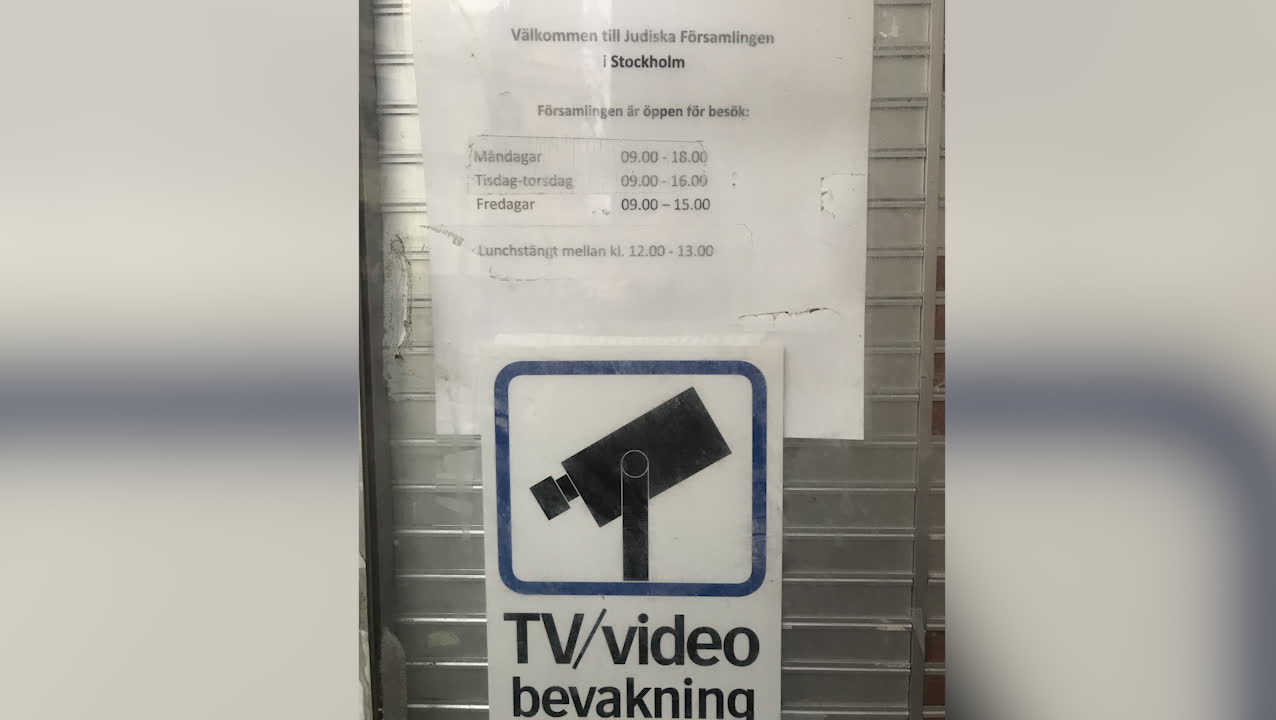 Välkommen till Judiska Församlingen
i Stockholm
Församlingen är öppen för besök:
Måndagar 09.00 - 18.00
Tisdag-torsdag 09.00 - 16.00
Fredagar 09.00 – 15.00
Lunchstängt mellan kl. 12.00 - 13.00
TV/video
bevakning